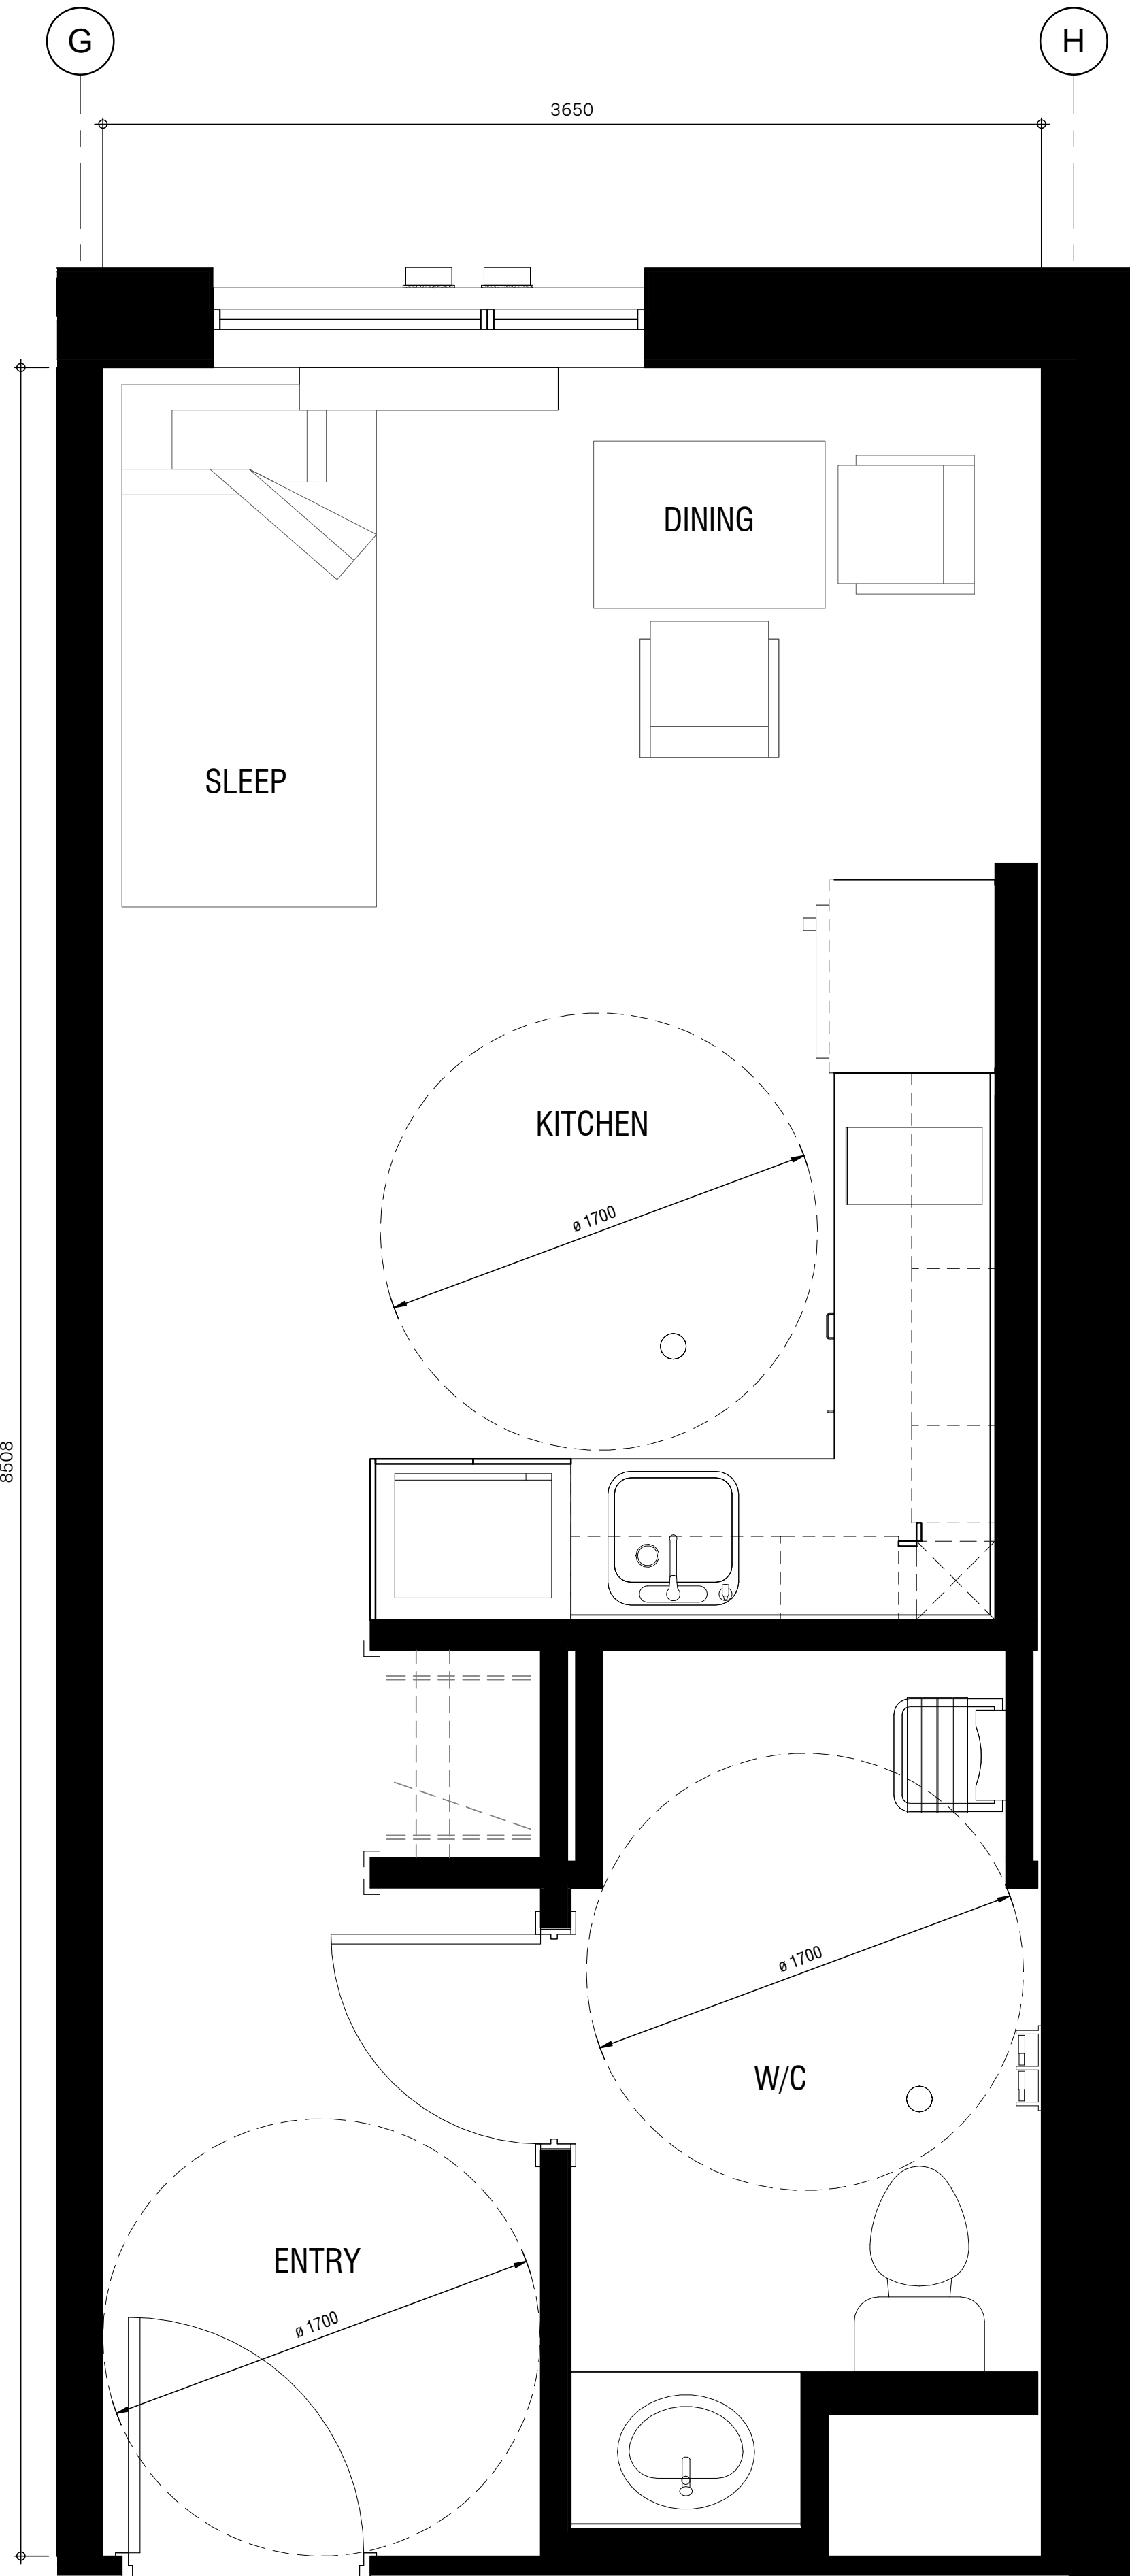 G
H
3650
DINING
SLEEP
KITCHEN
ø 1700
8508
ø 1700
W/C
ENTRY
ø 1700